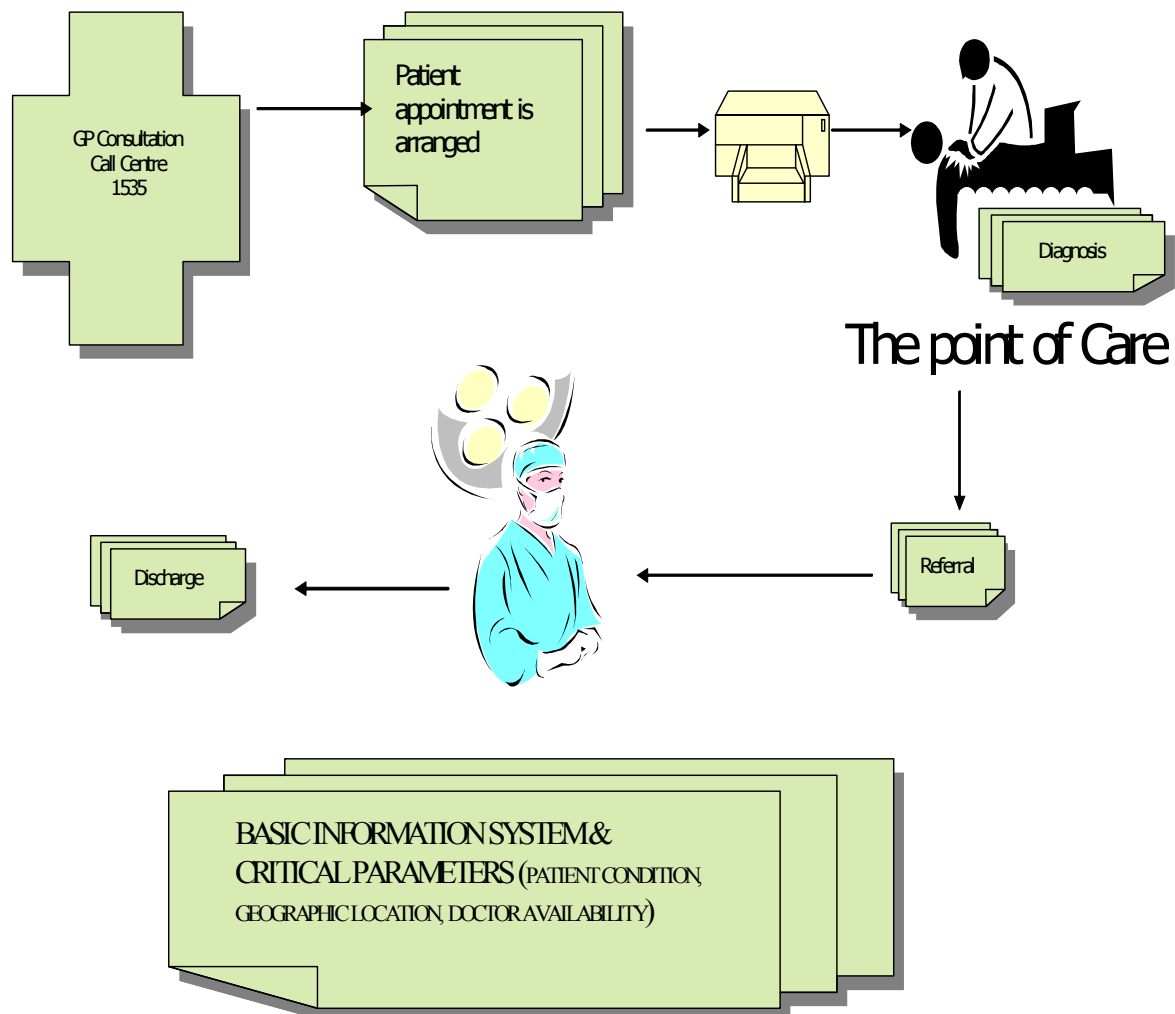 GP Consultation
Call Centre
1535
Patient
appointment is
arranged
Diagnosis
The point of Care
Referral
Discharge
BASIC INFORMATION SYSTEM &
CRITICAL PARAMETERS (PATIENT CONDITION,
GEOGRAPHIC LOCATION, DOCTOR AVAILABILITY)